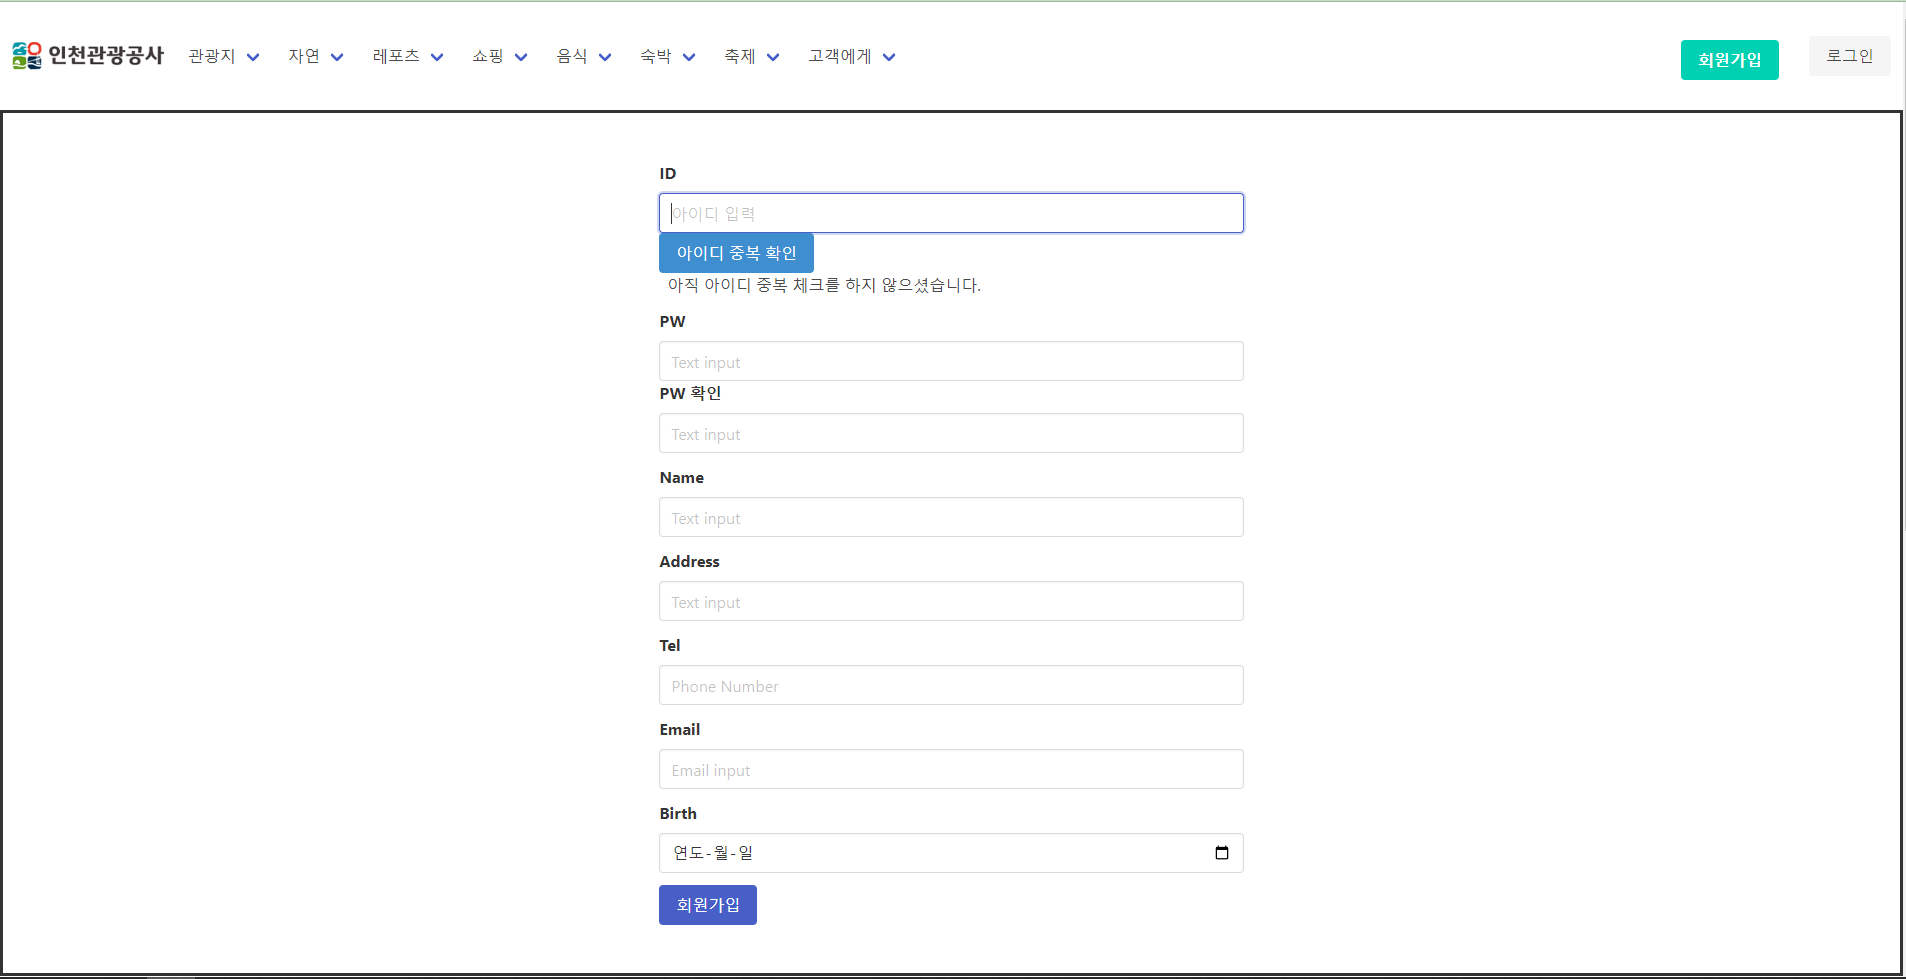 인천관광공사 관광지 자연 레포츠 쇼핑 음식 숙박 축제 고객에게 회원가입 로그인
ID
아이디 입력
아이디 중복 확인
아직 아이디 중복 체크를 하지 않으셨습니다.
PW
Text input
PW 확인
Text input
Name
Text input
Address
Text input
Tel
Phone Number
Email
Email input
Birth
연도-월-일
회원가입